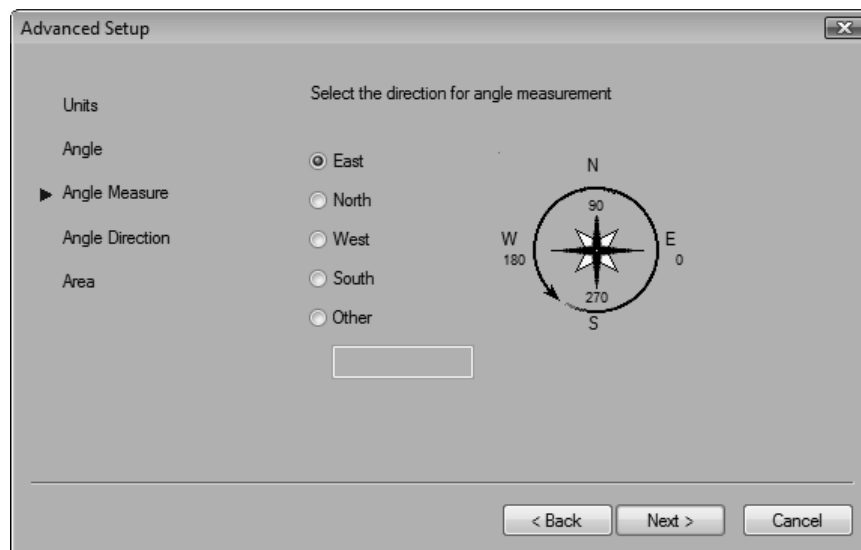 Advanced Setup
Units
Angle
Angle Measure
Angle Direction
Area
Select the direction for angle measurement
East
North
West
South
Other
N
90
W
180
E
0
270
S
< Back
Next >
Cancel